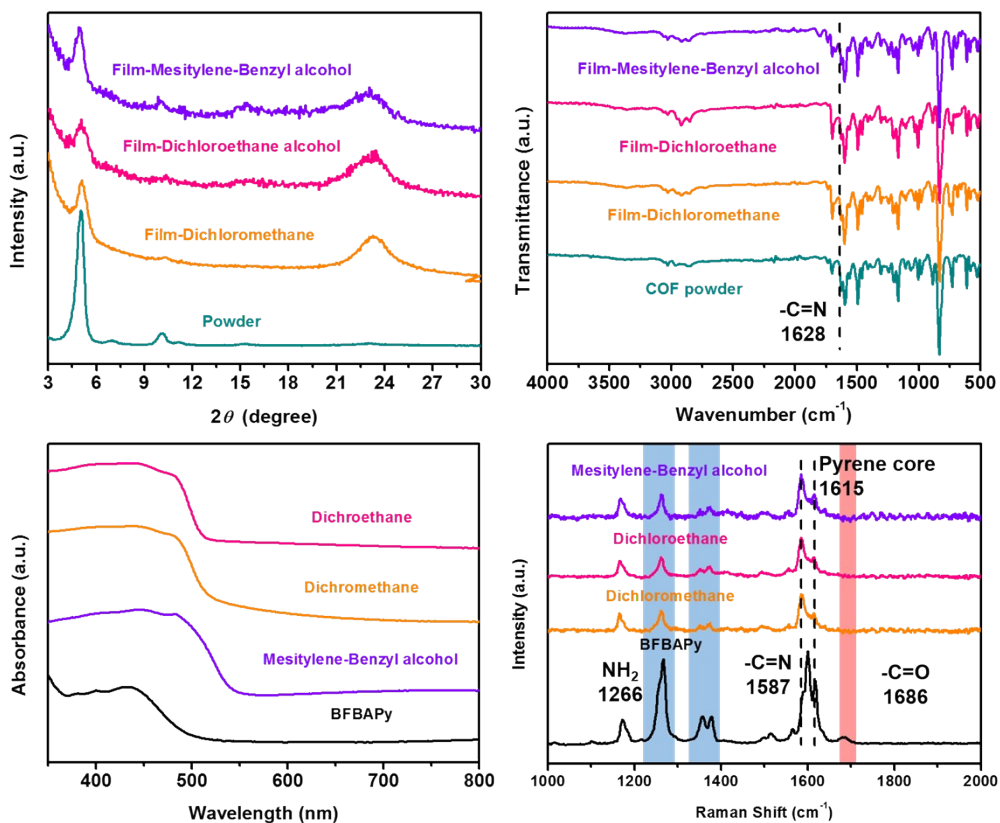 Intensity (a.u.)
Film-Mesitylene-Benzyl alcohol
Film-Dichloroethane alcohol
Film-Dichloromethane
Powder
3 6 9 12 15 18 21 24 27 30
2θ (degree)
Transmittance (a.u.)
Film-Mesitylene-Benzyl alcohol
Film-Dichloroethane
Film-Dichloromethane
COF powder
-C=N
1628
4000 3500 3000 2500 2000 1500 1000 500
Wavenumber (cm⁻¹)
Absorbance (a.u.)
Dichroethane
Dichromethane
Mesitylene-Benzyl alcohol
BFBAPy
400 500 600 700 800
Wavelength (nm)
Intensity (a.u.)
Pyrene core
1615
Mesitylene-Benzyl alcohol
Dichloroethane
Dichloromethane
BFBAPy
NH₂
1266
-C=N
1587
-C=O
1686
1000 1200 1400 1600 1800 2000
Raman Shift (cm⁻¹)